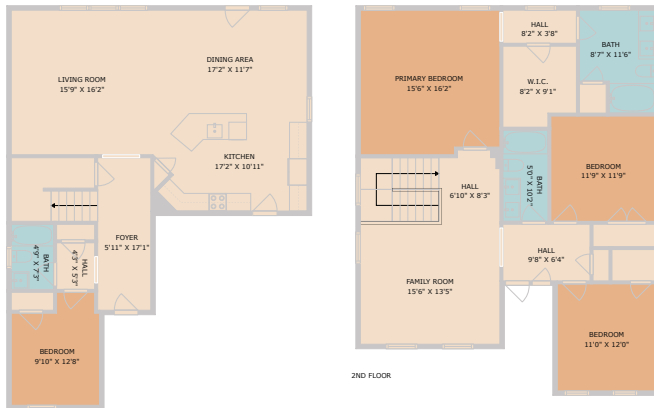 LIVING ROOM
15'9" X 16'2"
DINING AREA
17'2" X 11'7"
KITCHEN
17'2" X 10'11"
FOYER
5'11" X 17'1"
BATH
4'9" X 7'3"
HALL
4'3" X 5'3"
BEDROOM
9'10" X 12'8"
HALL
8'2" X 3'8"
BATH
8'7" X 11'6"
PRIMARY BEDROOM
15'6" X 16'2"
W.I.C.
8'2" X 9'1"
BEDROOM
11'9" X 11'9"
BATH
5'0" X 10'2"
HALL
6'10" X 8'3"
HALL
9'8" X 6'4"
FAMILY ROOM
15'6" X 13'5"
BEDROOM
11'0" X 12'0"
2ND FLOOR